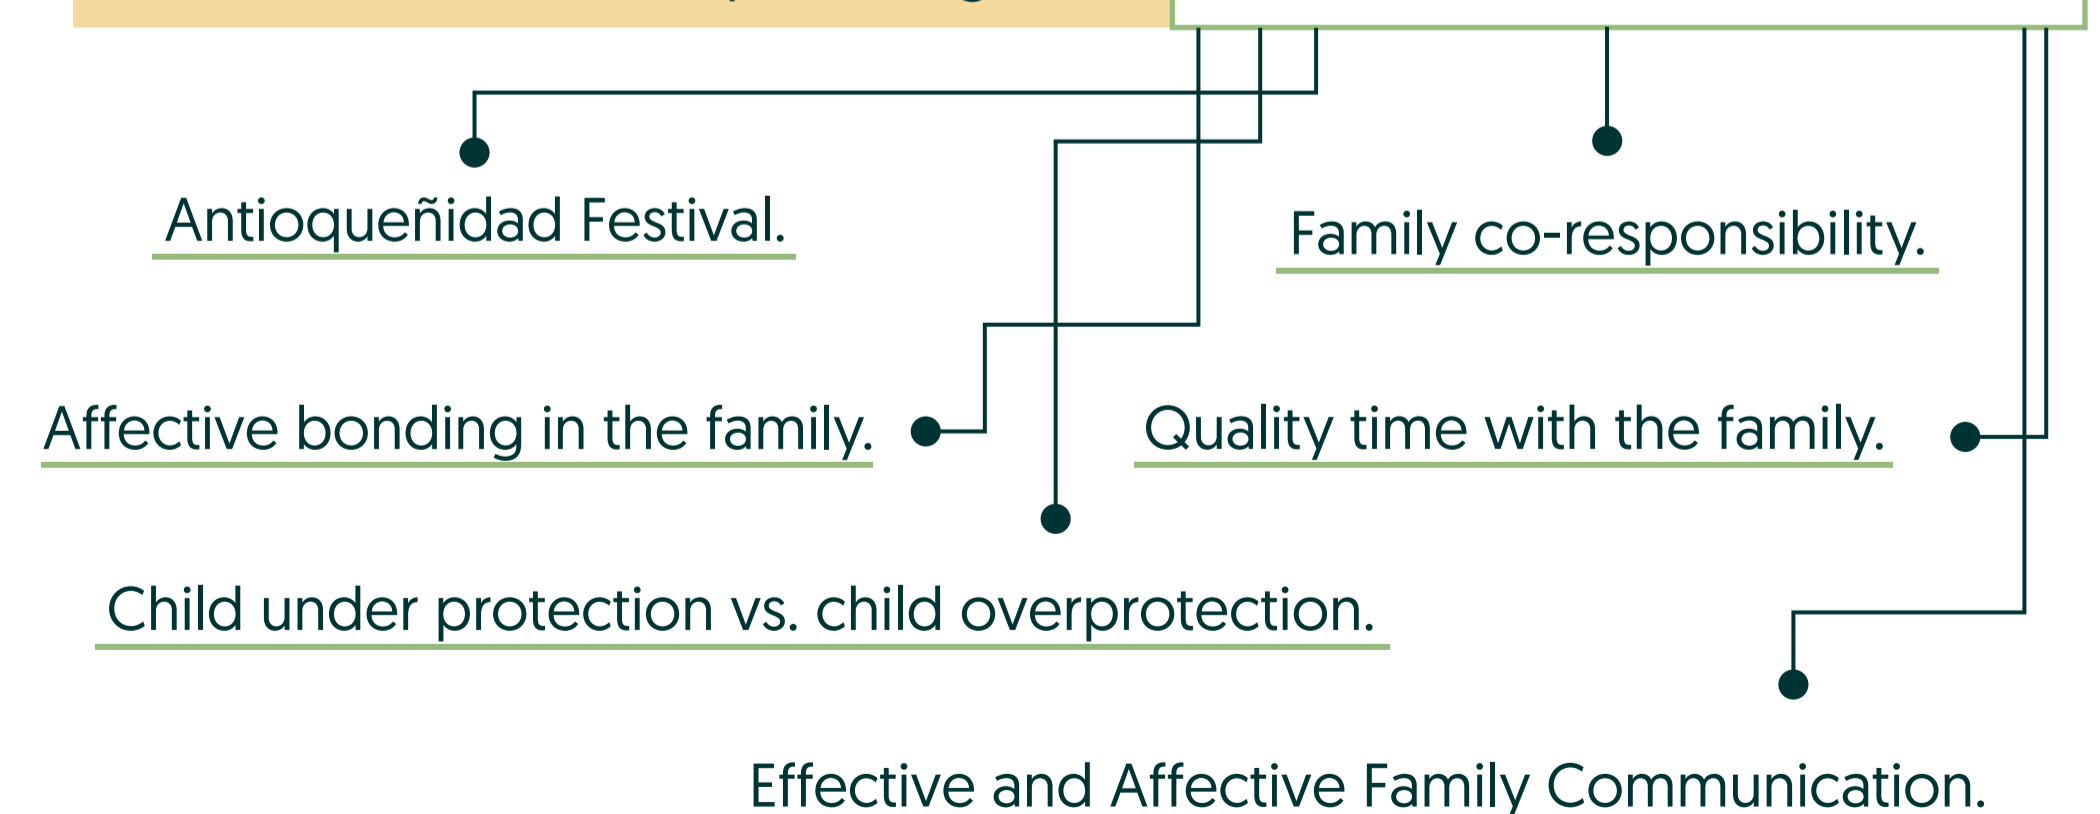 Antioqueñidad Festival.
Family co-responsibility.
Affective bonding in the family.
Quality time with the family.
Child under protection vs. child overprotection.
Effective and Affective Family Communication.